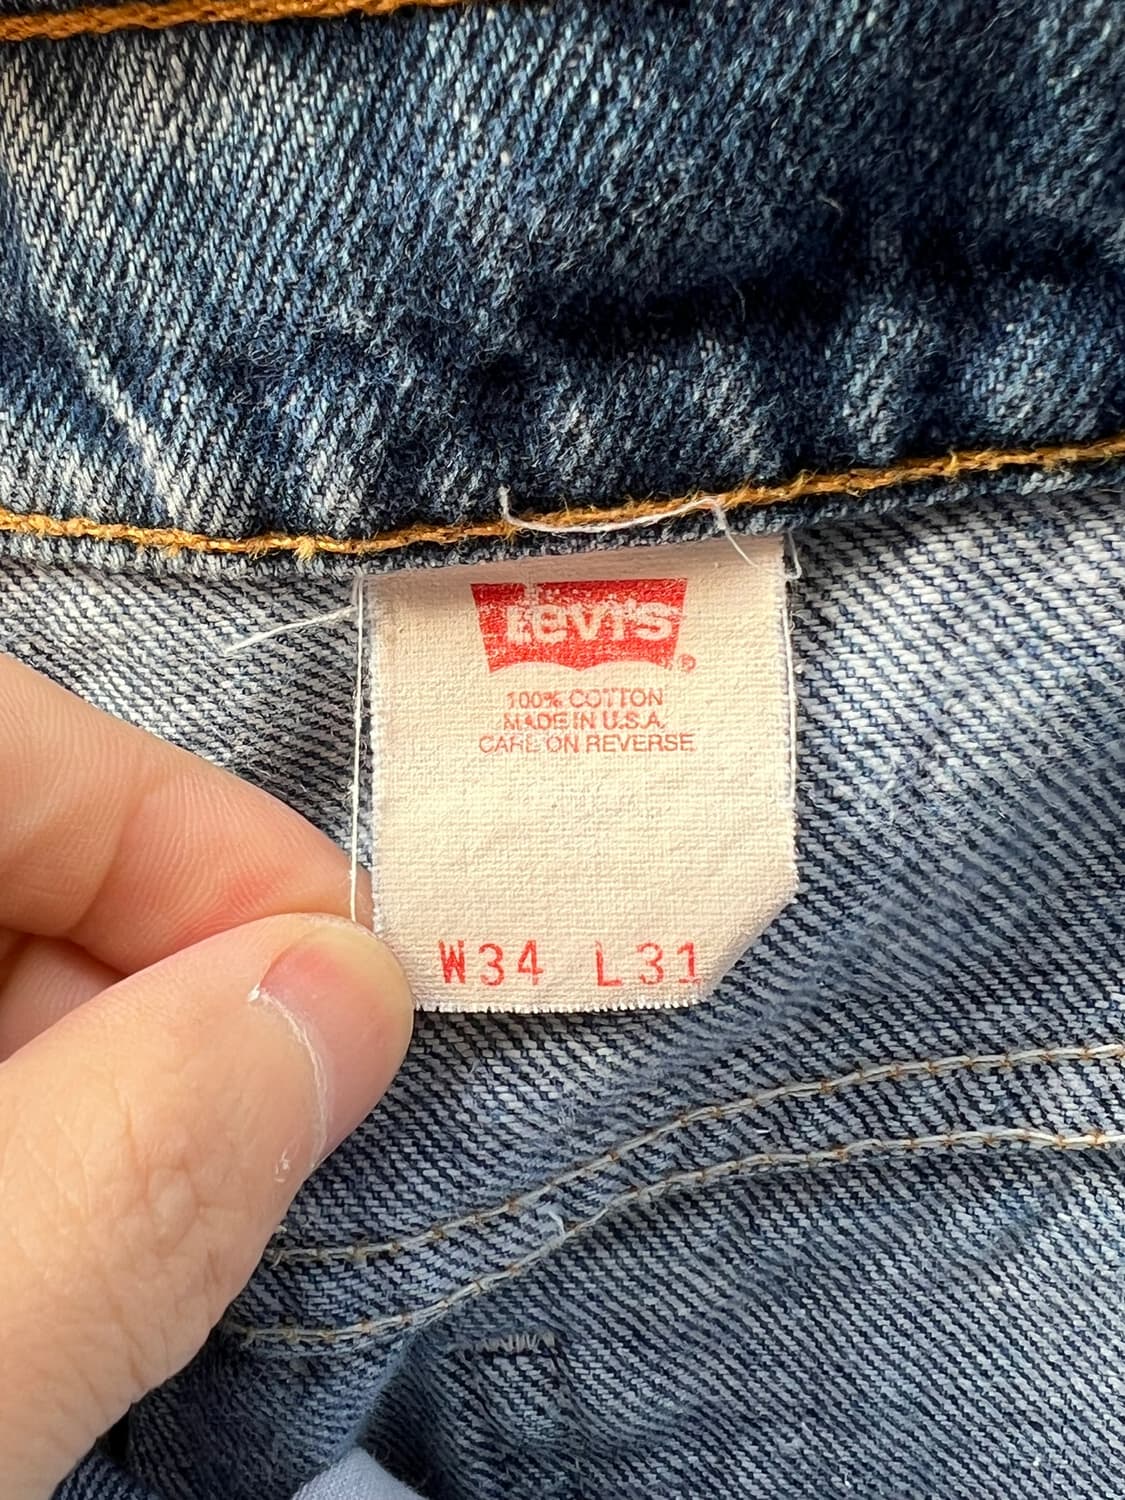 Levi's ®
100% COTTON
MADE IN U.S.A.
CARE ON REVERSE
W34 L31